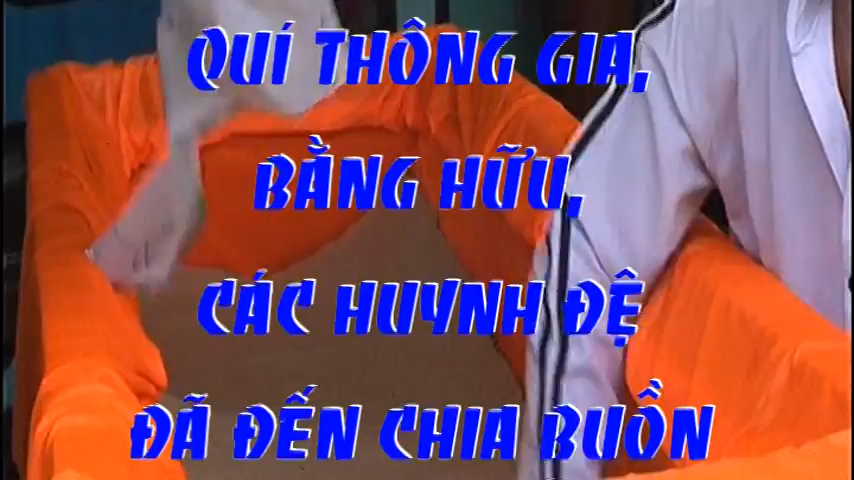 QUÍ THÔNG GIA,
BẰNG HỮU,
CÁC HUYNH ĐỆ
ĐÃ ĐẾN CHIA BUỒN